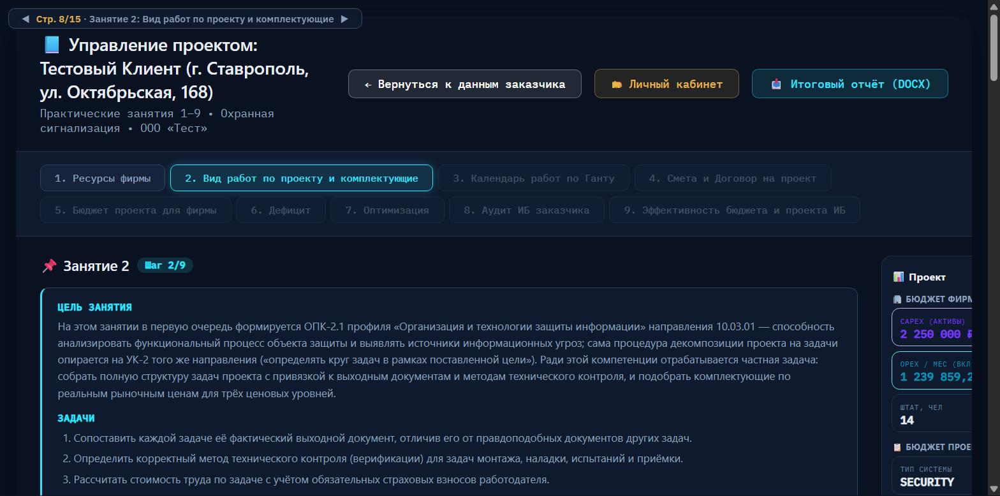 ◀ Стр. 8/15 · Занятие 2: Вид работ по проекту и комплектующие ▶
Управление проектом:
Тестовый Клиент (г. Ставрополь,
ул. Октябрьская, 168)
Практические занятия 1–9 • Охранная
сигнализация • ООО «Тест»
← Вернуться к данным заказчика
Личный кабинет
Итоговый отчёт (DOCX)
1. Ресурсы фирмы
2. Вид работ по проекту и комплектующие
3. Календарь работ по Ганту
4. Смета и Договор на проект
5. Бюджет проекта для фирмы
6. Дефицит
7. Оптимизация
8. Аудит ИБ заказчика
9. Эффективность бюджета и проекта ИБ
Занятие 2
Шаг 2/9
ЦЕЛЬ ЗАНЯТИЯ
На этом занятии в первую очередь формируется ОПК-2.1 профиля «Организация и технологии защиты информации» направления 10.03.01 — способность
анализировать функциональный процесс объекта защиты и выявлять источники информационных угроз; сама процедура декомпозиции проекта на задачи
опирается на УК-2 того же направления («определять круг задач в рамках поставленной цели»). Ради этой компетенции отрабатывается частная задача:
собрать полную структуру задач проекта с привязкой к выходным документам и методам технического контроля, и подобрать комплектующие по
реальным рыночным ценам для трёх ценовых уровней.
ЗАДАЧИ
1. Сопоставить каждой задаче её фактический выходной документ, отличив его от правдоподобных документов других задач.
2. Определить корректный метод технического контроля (верификации) для задач монтажа, наладки, испытаний и приёмки.
3. Рассчитать стоимость труда по задаче с учётом обязательных страховых взносов работодателя.
Проект
БЮДЖЕТ ФИРМ
CAPEX (АКТИВЫ)
2 250 000 ₽
OPEX / МЕС (ВКЛ
1 239 859,2
ШТАТ, ЧЕЛ
14
БЮДЖЕТ ПРОЕ
ТИП СИСТЕМЫ
SECURITY